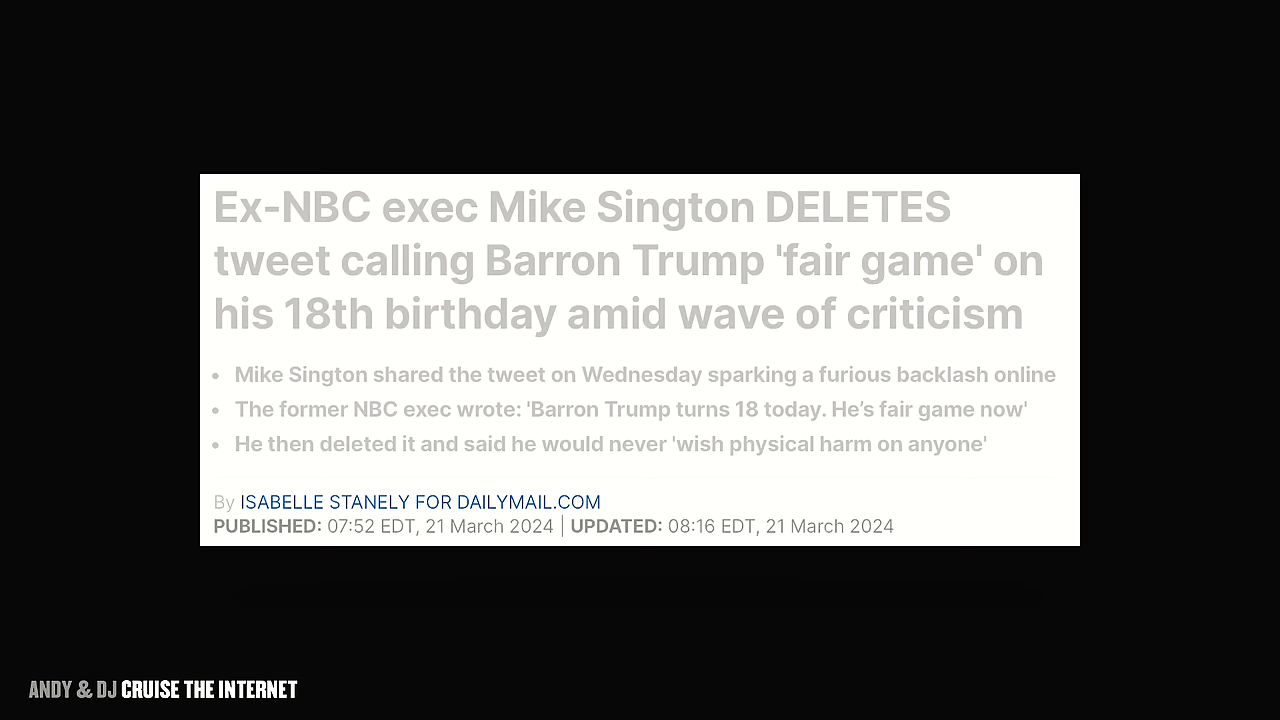 Ex-NBC exec Mike Sington DELETES
tweet calling Barron Trump 'fair game' on
his 18th birthday amid wave of criticism
• Mike Sington shared the tweet on Wednesday sparking a furious backlash online
• The former NBC exec wrote: 'Barron Trump turns 18 today. He’s fair game now'
• He then deleted it and said he would never 'wish physical harm on anyone'
By ISABELLE STANELY FOR DAILYMAIL.COM
PUBLISHED: 07:52 EDT, 21 March 2024 | UPDATED: 08:16 EDT, 21 March 2024
ANDY & DJ CRUISE THE INTERNET